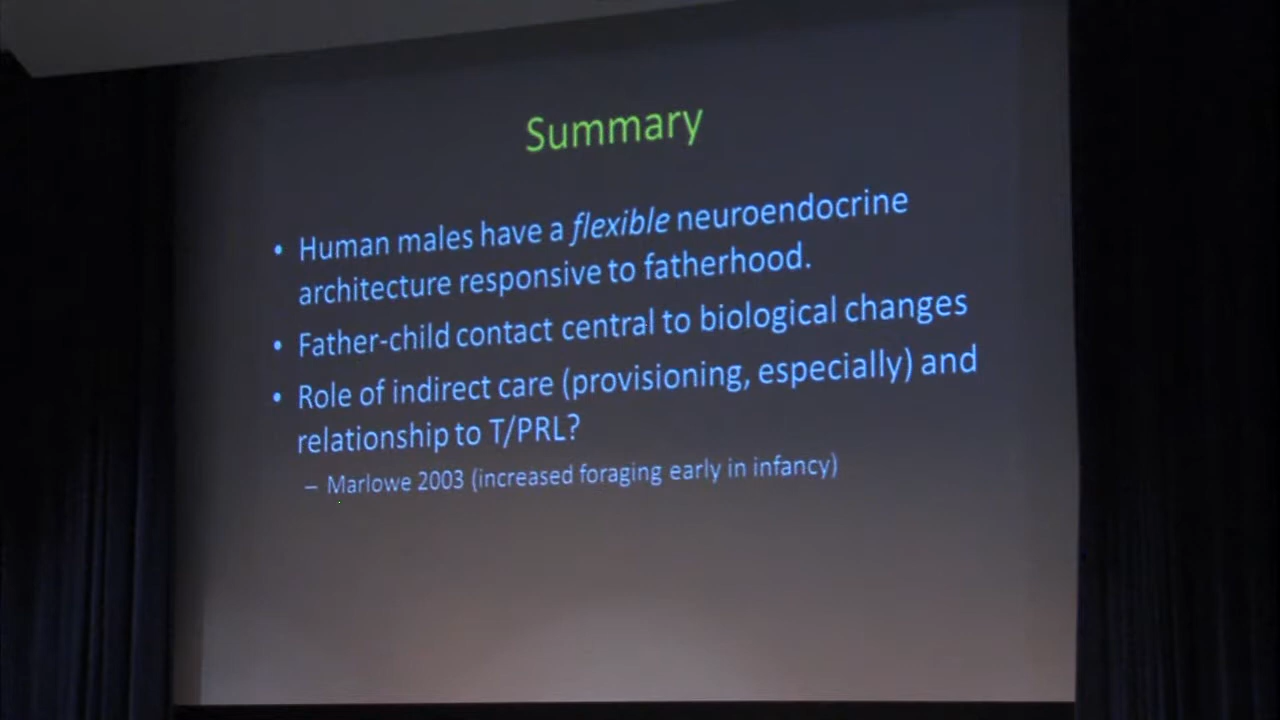 Summary
• Human males have a flexible neuroendocrine
architecture responsive to fatherhood.
• Father-child contact central to biological changes
• Role of indirect care (provisioning, especially) and
relationship to T/PRL?
– Marlowe 2003 (increased foraging early in infancy)